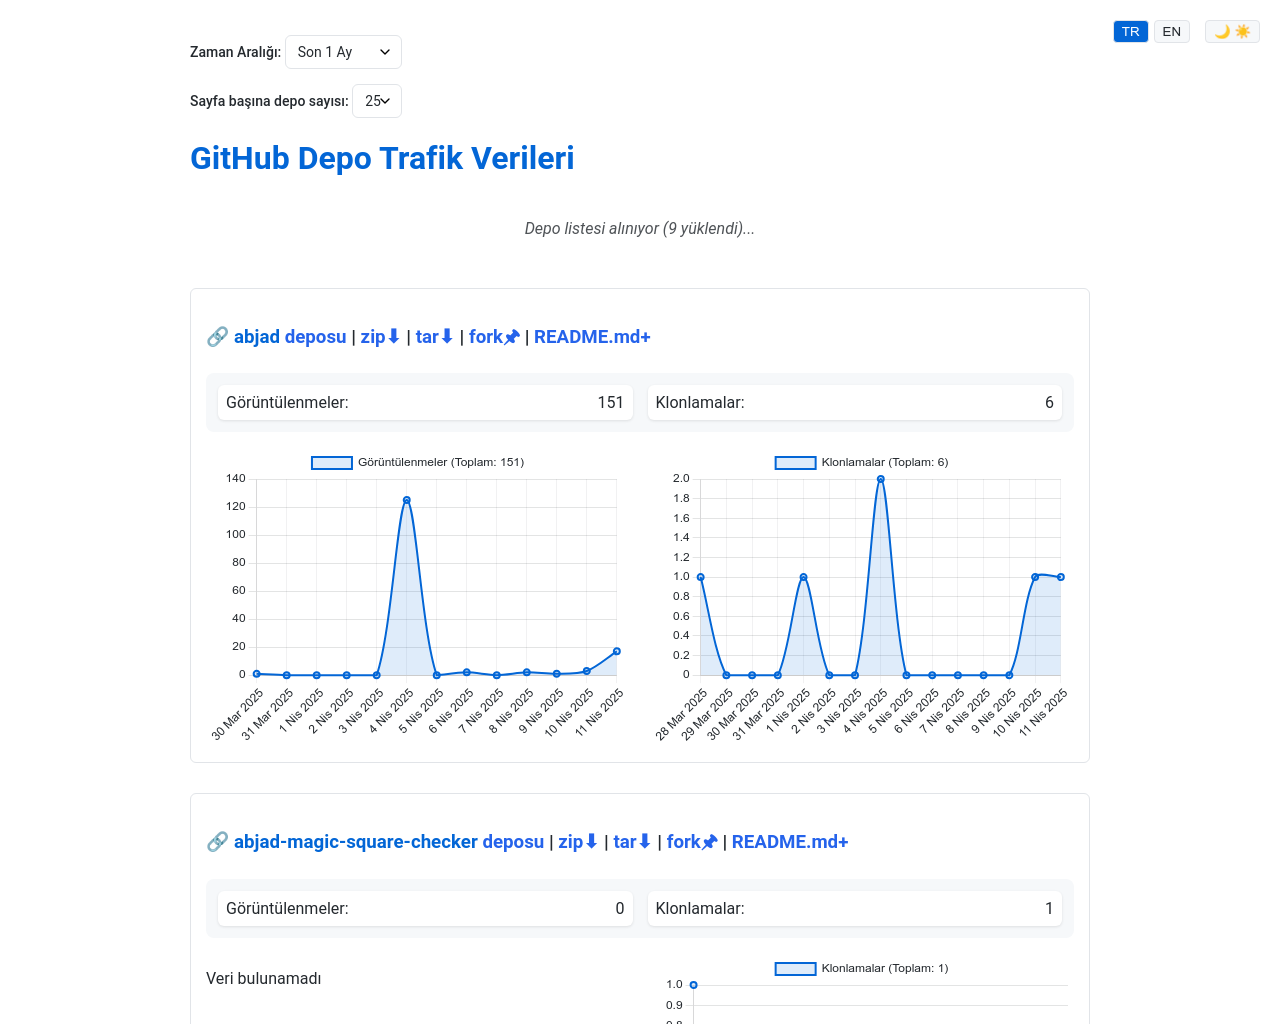 TR EN 🌙 ☀️
Zaman Aralığı: Son 1 Ay
Sayfa başına depo sayısı: 25
GitHub Depo Trafik Verileri
Depo listesi alınıyor (9 yüklendi)...
🔗 abjad deposu | zip⬇ | tar⬇ | fork📌 | README.md+
Görüntülenmeler: 151
Klonlamalar: 6
Görüntülenmeler (Toplam: 151)
140
120
100
80
60
40
20
0
30 Mar 2025
31 Mar 2025
1 Nis 2025
2 Nis 2025
3 Nis 2025
4 Nis 2025
5 Nis 2025
6 Nis 2025
7 Nis 2025
8 Nis 2025
9 Nis 2025
10 Nis 2025
11 Nis 2025
Klonlamalar (Toplam: 6)
2.0
1.8
1.6
1.4
1.2
1.0
0.8
0.6
0.4
0.2
0
28 Mar 2025
29 Mar 2025
30 Mar 2025
31 Mar 2025
1 Nis 2025
2 Nis 2025
3 Nis 2025
4 Nis 2025
5 Nis 2025
6 Nis 2025
7 Nis 2025
8 Nis 2025
9 Nis 2025
10 Nis 2025
11 Nis 2025
🔗 abjad-magic-square-checker deposu | zip⬇ | tar⬇ | fork📌 | README.md+
Görüntülenmeler: 0
Klonlamalar: 1
Veri bulunamadı
Klonlamalar (Toplam: 1)
1.0
0.9